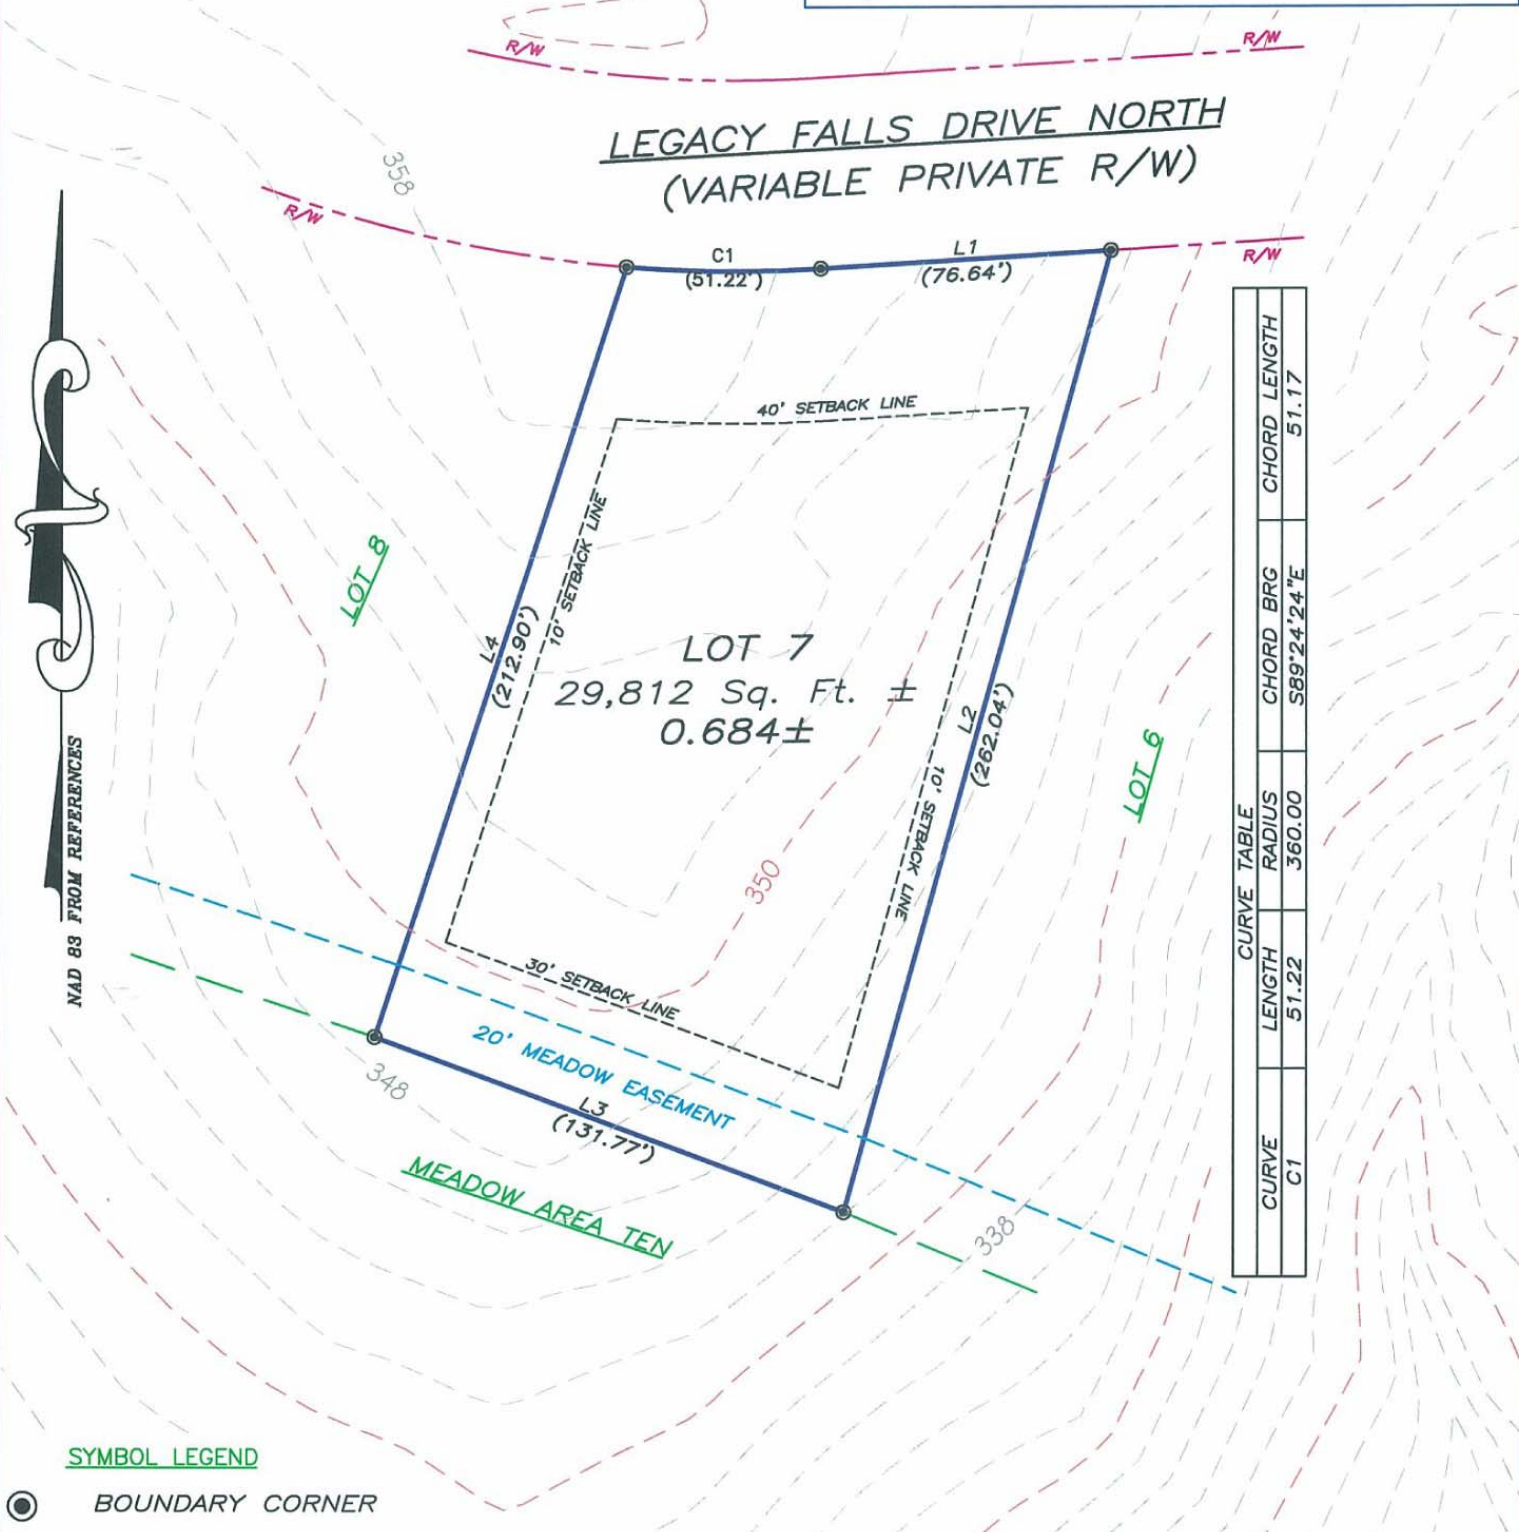 R/W
R/W
LEGACY FALLS DRIVE NORTH
(VARIABLE PRIVATE R/W)
358
R/W
C1
(51.22')
L1
(76.64')
R/W
40' SETBACK LINE
10' SETBACK LINE
LOT 8
L4
(212.90')
LOT 7
29,812 Sq. Ft. ±
0.684±
L2
(262.04')
10' SETBACK LINE
LOT 6
350
30' SETBACK LINE
20' MEADOW EASEMENT
L3
(131.77')
348
338
MEADOW AREA TEN
NAD 83 FROM REFERENCES
CURVE TABLE
CURVE LENGTH RADIUS CHORD BRG CHORD LENGTH
C1 51.22 360.00 S89°24'24"E 51.17
SYMBOL LEGEND
BOUNDARY CORNER